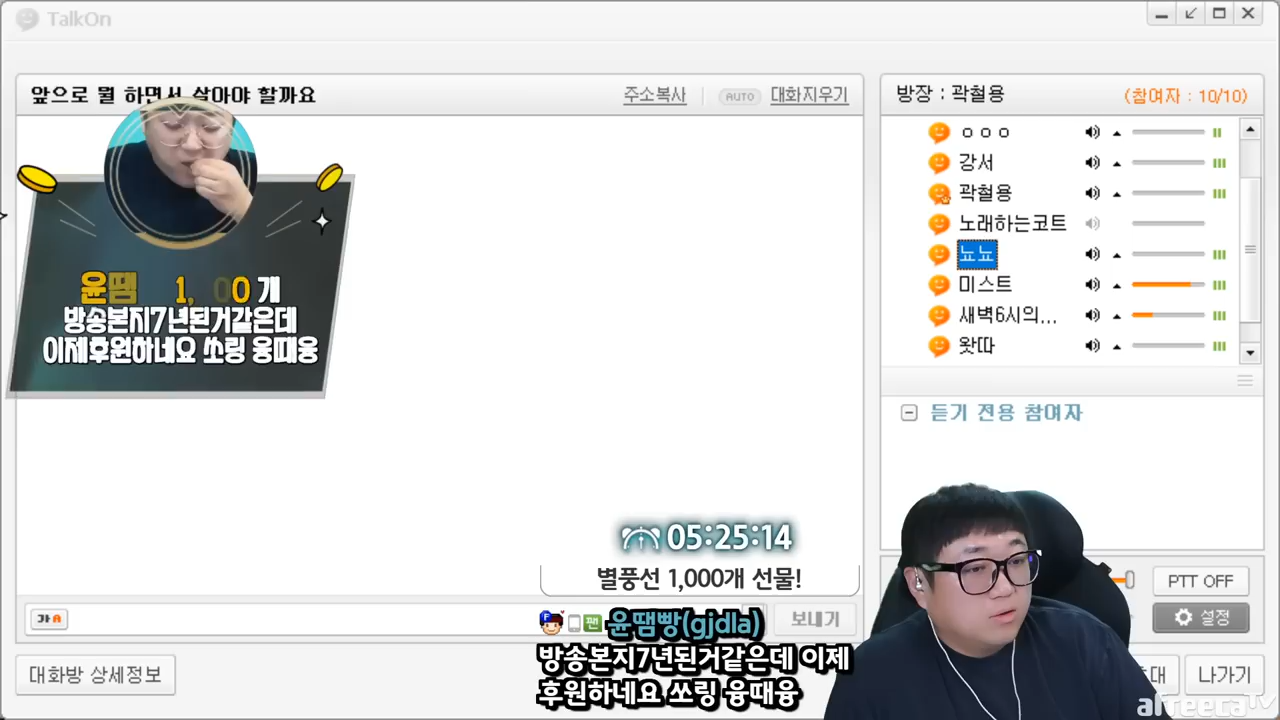 TalkOn
앞으로 뭘 하면서 살아야 할까요
주소복사
AUTO
대화지우기
방장 : 곽철용
(참여자 : 10/10)
ㅇㅇㅇ
강서
곽철용
노래하는코트
뇨뇨
미스트
새벽6시의...
왓따
듣기 전용 참여자
윤땜 1, 00개
방송본지7년된거같은데
이제후원하네요 쏘링 융때융
05:25:14
별풍선 1,000개 선물!
가A
보내기
F 팬 윤땜빵(gjdla)
방송본지7년된거같은데 이제
후원하네요 쏘링 융때융
PTT OFF
설정
대화방 상세정보
대
나가기
afreecaTV